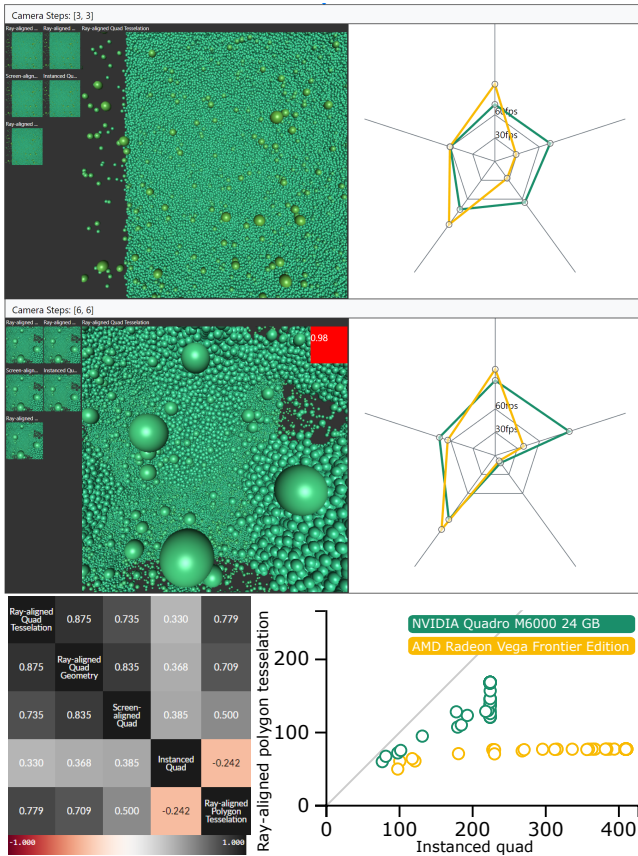 Camera Steps: [3, 3]
Ray-aligned ... Ray-aligned ... Ray-aligned Quad Tesselation
Screen-align... Instanced Qu...
Ray-aligned ...
60fps
30fps
Camera Steps: [6, 6]
Ray-aligned ... Ray-aligned ... Ray-aligned Quad Tesselation
0.98
Screen-align... Instanced Qu...
Ray-aligned ...
60fps
30fps
Ray-aligned
Quad
Tesselation
0.875 0.735 0.330 0.779
0.875
Ray-aligned
Quad
Geometry
0.835 0.368 0.709
0.735 0.835
Screen-
aligned
Quad
0.385 0.500
0.330 0.368 0.385
Instanced
Quad
-0.242
0.779 0.709 0.500 -0.242
Ray-aligned
Polygon
Tesselation
-1.000 1.000
Ray-aligned polygon tesselation
NVIDIA Quadro M6000 24 GB
AMD Radeon Vega Frontier Edition
200
100
0
0 100 200 300 400
Instanced quad